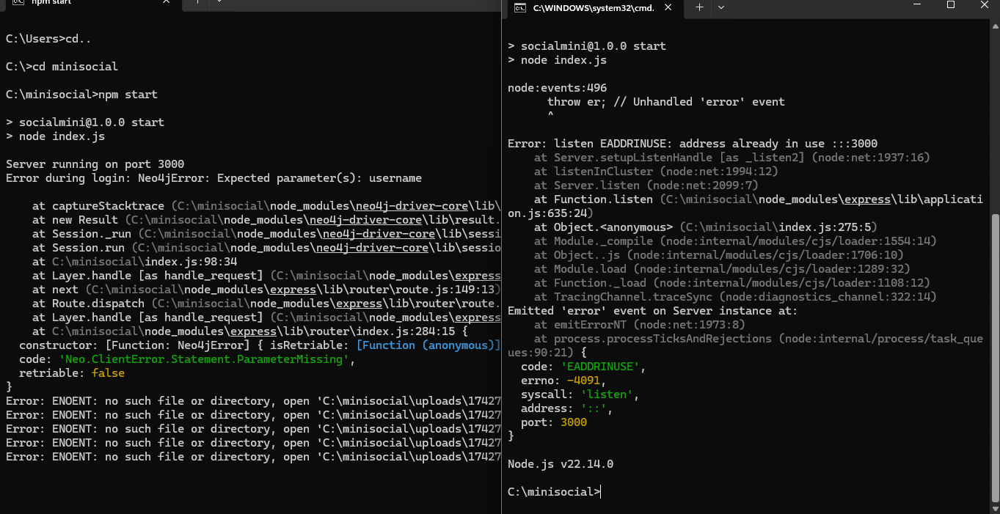 npm start
C:\Users>cd..
C:\>cd minisocial
C:\minisocial>npm start
> socialmini@1.0.0 start
> node index.js
Server running on port 3000
Error during login: Neo4jError: Expected parameter(s): username
at captureStacktrace (C:\minisocial\node_modules\neo4j-driver-core\lib\
at new Result (C:\minisocial\node_modules\neo4j-driver-core\lib\result.
at Session._run (C:\minisocial\node_modules\neo4j-driver-core\lib\sessi
at Session.run (C:\minisocial\node_modules\neo4j-driver-core\lib\sessio
at C:\minisocial\index.js:98:34
at Layer.handle [as handle_request] (C:\minisocial\node_modules\express
at next (C:\minisocial\node_modules\express\lib\router\route.js:149:13)
at Route.dispatch (C:\minisocial\node_modules\express\lib\router\route.
at Layer.handle [as handle_request] (C:\minisocial\node_modules\express
at C:\minisocial\node_modules\express\lib\router\index.js:284:15 {
constructor: [Function: Neo4jError] { isRetriable: [Function (anonymous)]
code: 'Neo.ClientError.Statement.ParameterMissing',
retriable: false
}
Error: ENOENT: no such file or directory, open 'C:\minisocial\uploads\17427
Error: ENOENT: no such file or directory, open 'C:\minisocial\uploads\17427
Error: ENOENT: no such file or directory, open 'C:\minisocial\uploads\17427
Error: ENOENT: no such file or directory, open 'C:\minisocial\uploads\17427
Error: ENOENT: no such file or directory, open 'C:\minisocial\uploads\17427
C:\WINDOWS\system32\cmd.
> socialmini@1.0.0 start
> node index.js
node:events:496
throw er; // Unhandled 'error' event
^
Error: listen EADDRINUSE: address already in use :::3000
at Server.setupListenHandle [as _listen2] (node:net:1937:16)
at listenInCluster (node:net:1994:12)
at Server.listen (node:net:2099:7)
at Function.listen (C:\minisocial\node_modules\express\lib\applicati
on.js:635:24)
at Object.<anonymous> (C:\minisocial\index.js:275:5)
at Module._compile (node:internal/modules/cjs/loader:1554:14)
at Object..js (node:internal/modules/cjs/loader:1706:10)
at Module.load (node:internal/modules/cjs/loader:1289:32)
at Function._load (node:internal/modules/cjs/loader:1108:12)
at TracingChannel.traceSync (node:diagnostics_channel:322:14)
Emitted 'error' event on Server instance at:
at emitErrorNT (node:net:1973:8)
at process.processTicksAndRejections (node:internal/process/task_que
ues:90:21) {
code: 'EADDRINUSE',
errno: -4091,
syscall: 'listen',
address: '::',
port: 3000
}
Node.js v22.14.0
C:\minisocial>